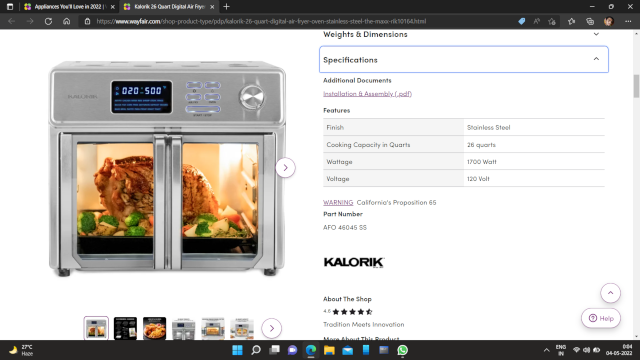 Appliances You'll Love in 2022 |
Kalorik 26 Quart Digital Air Fryer
https://www.wayfair.com/shop-product-type/pdp/kalorik-26-quart-digital-air-fryer-oven-stainless-steel-the-maxx-rlk10164.html
Weights & Dimensions
Specifications
Additional Documents
Installation & Assembly (.pdf)
Features
Finish Stainless Steel
Cooking Capacity in Quarts 26 quarts
Wattage 1700 Watt
Voltage 120 Volt
WARNING California's Proposition 65
Part Number
AFO 46045 SS
KALORIK
About The Shop
4.6
Tradition Meets Innovation
More About This Product
KALORIK
020:500°
Help
27°C
Haze
ENG
IN
0:04
04-05-2022